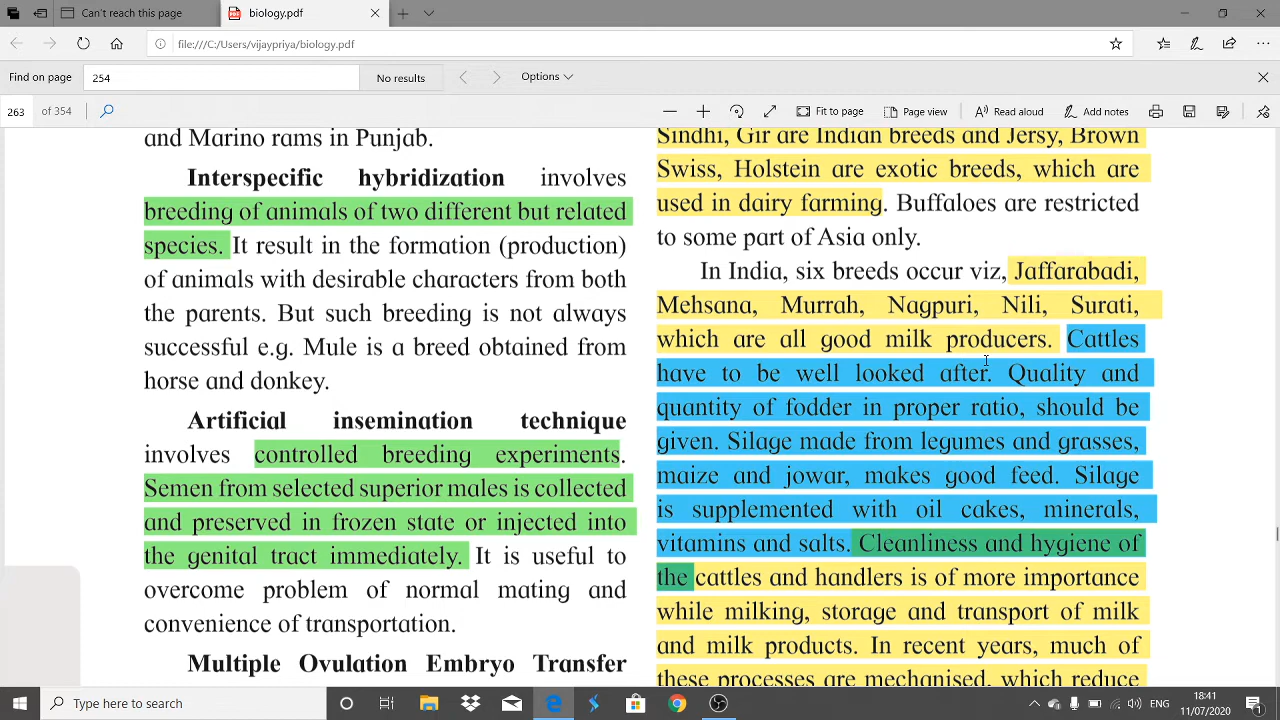 Can't reach this page
biology.pdf
file:///C:/Users/vijaypriya/biology.pdf
Find on page
254
No results
Options
263
of 354
Fit to page
Page view
Read aloud
Add notes
and Marino rams in Punjab.
Interspecific hybridization involves
breeding of animals of two different but related
species. It result in the formation (production)
of animals with desirable characters from both
the parents. But such breeding is not always
successful e.g. Mule is a breed obtained from
horse and donkey.
Artificial insemination technique
involves controlled breeding experiments.
Semen from selected superior males is collected
and preserved in frozen state or injected into
the genital tract immediately. It is useful to
overcome problem of normal mating and
convenience of transportation.
Multiple Ovulation Embryo Transfer
Sindhi, Gir are Indian breeds and Jersy, Brown
Swiss, Holstein are exotic breeds, which are
used in dairy farming. Buffaloes are restricted
to some part of Asia only.
In India, six breeds occur viz, Jaffarabadi,
Mehsana, Murrah, Nagpuri, Nili, Surati,
which are all good milk producers. Cattles
have to be well looked after. Quality and
quantity of fodder in proper ratio, should be
given. Silage made from legumes and grasses,
maize and jowar, makes good feed. Silage
is supplemented with oil cakes, minerals,
vitamins and salts. Cleanliness and hygiene of
the cattles and handlers is of more importance
while milking, storage and transport of milk
and milk products. In recent years, much of
these processes are mechanised, which reduce
Type here to search
ENG
18:41
11/07/2020
1